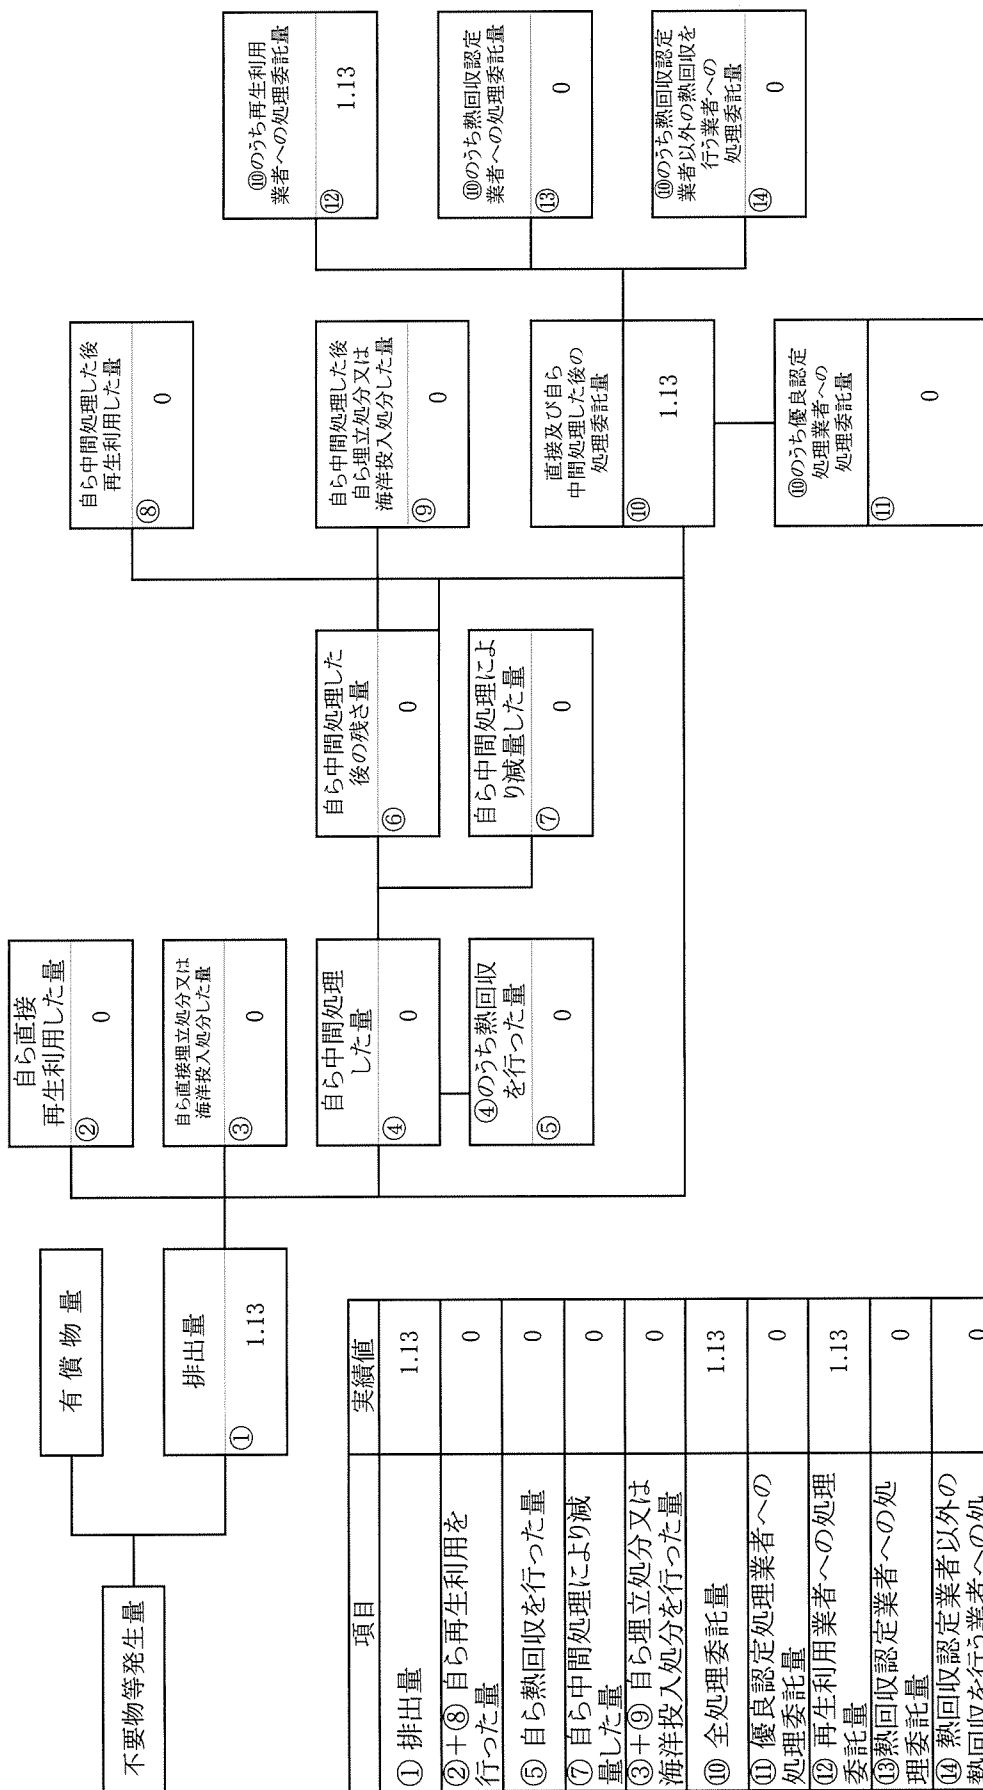 不要物等発生量
有償物量
排出量
① 1.13
自ら直接
再生利用した量
② 0
自ら直接埋立処分又は
海洋投入処分した量
③ 0
自ら中間処理
した量
④ 0
④のうち熱回収
を行った量
⑤ 0
自ら中間処理した
後の残さ量
⑥ 0
自ら中間処理によ
り減量した量
⑦ 0
自ら中間処理した後
再生利用した量
⑧ 0
自ら中間処理した後
自ら埋立処分又は
海洋投入処分した量
⑨ 0
直接及び自ら
中間処理した後の
処理委託量
⑩ 1.13
⑩のうち優良認定
処理業者への
処理委託量
⑪ 0
⑩のうち再生利用
業者への処理委託量
⑫ 1.13
⑩のうち熱回収認定
業者への処理委託量
⑬ 0
⑩のうち熱回収認定
業者以外の熱回収を
行う業者への
処理委託量
⑭ 0
項目 実績値
① 排出量 1.13
②+⑧ 自ら再生利用を
行った量 0
⑤ 自ら熱回収を行った量 0
⑦ 自ら中間処理により減
量した量 0
③+⑨ 自ら埋立処分又は
海洋投入処分を行った量 0
⑩ 全処理委託量 1.13
⑪ 優良認定処理業者への
処理委託量 0
⑫ 再生利用業者への処理
委託量 1.13
⑬熱回収認定業者への処
理委託量 0
⑭ 熱回収認定業者以外の
熱回収を行う業者への処 0